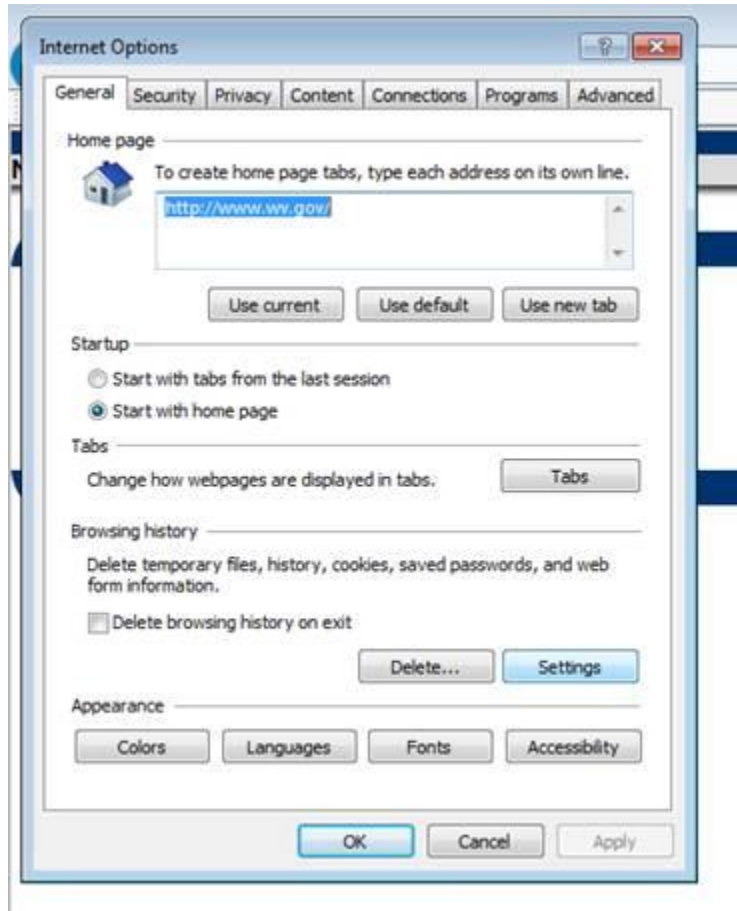 Internet Options
General Security Privacy Content Connections Programs Advanced
Home page
To create home page tabs, type each address on its own line.
http://www.wv.gov/
Use current Use default Use new tab
Startup
Start with tabs from the last session
Start with home page
Tabs
Change how webpages are displayed in tabs. Tabs
Browsing history
Delete temporary files, history, cookies, saved passwords, and web
form information.
Delete browsing history on exit
Delete... Settings
Appearance
Colors Languages Fonts Accessibility
OK Cancel Apply